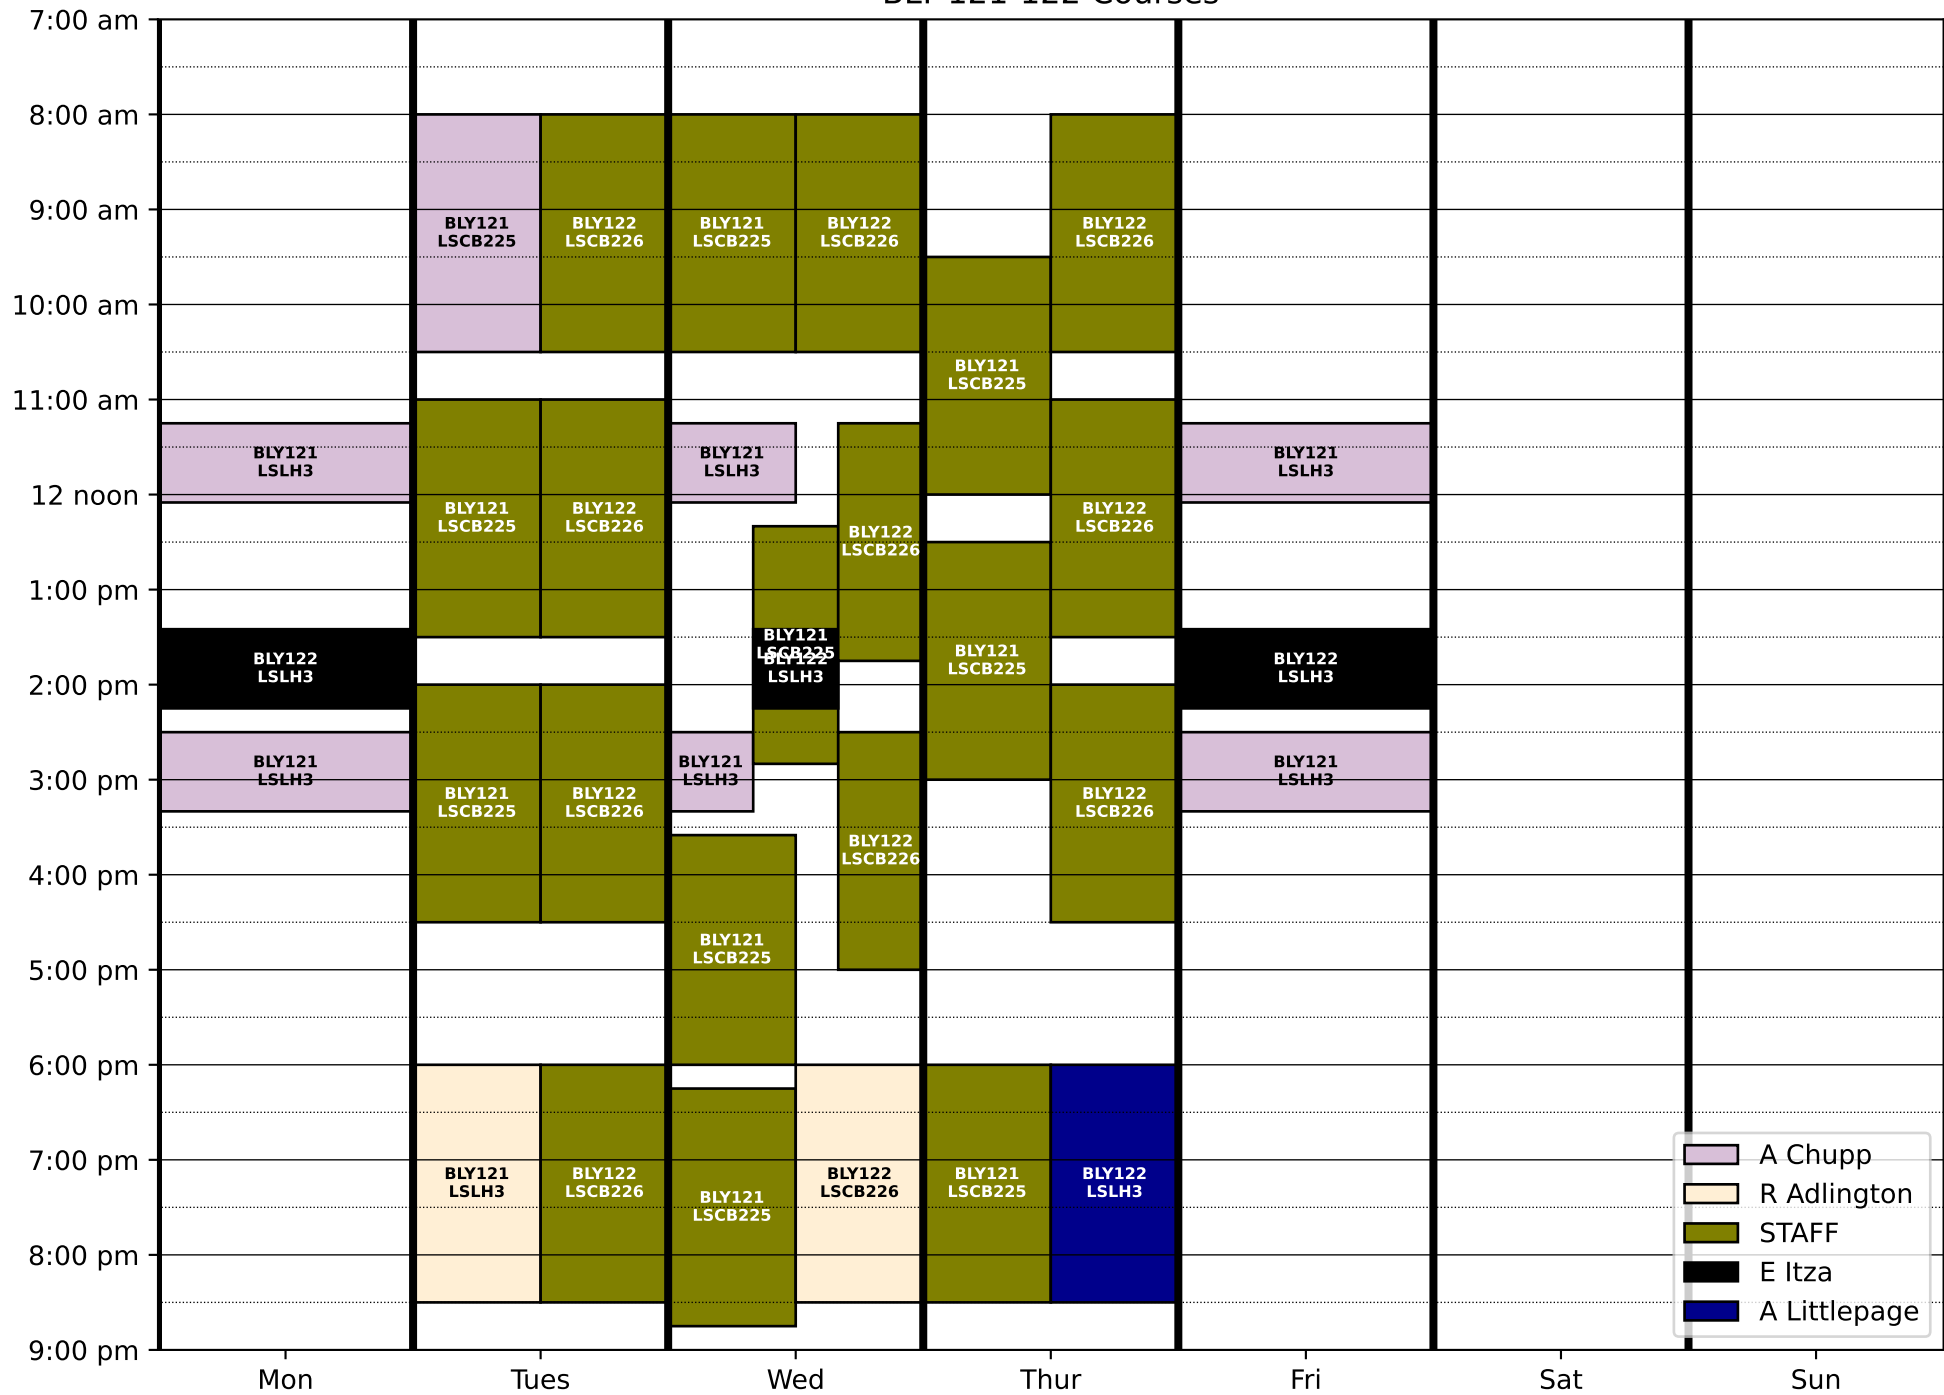 BLY 121-122 Courses
7:00 am
8:00 am
9:00 am
10:00 am
11:00 am
12 noon
1:00 pm
2:00 pm
3:00 pm
4:00 pm
5:00 pm
6:00 pm
7:00 pm
8:00 pm
9:00 pm
BLY121
LSLH3
BLY122
LSLH3
BLY121
LSLH3
BLY121
LSCB225
BLY122
LSCB226
BLY121
LSCB225
BLY122
LSCB226
BLY121
LSCB225
BLY122
LSCB226
BLY121
LSLH3
BLY122
LSCB226
BLY121
LSCB225
BLY122
LSCB226
BLY121
LSLH3
BLY122
LSCB226
BLY121
LSCB225
BLY122
LSLH3
BLY121
LSLH3
BLY122
LSCB226
BLY121
LSCB225
BLY121
LSCB225
BLY122
LSCB226
BLY122
LSCB226
BLY121
LSCB225
BLY122
LSCB226
BLY121
LSCB225
BLY122
LSCB226
BLY121
LSCB225
BLY122
LSLH3
BLY121
LSLH3
BLY122
LSLH3
BLY121
LSLH3
A Chupp
R Adlington
STAFF
E Itza
A Littlepage
Mon
Tues
Wed
Thur
Fri
Sat
Sun